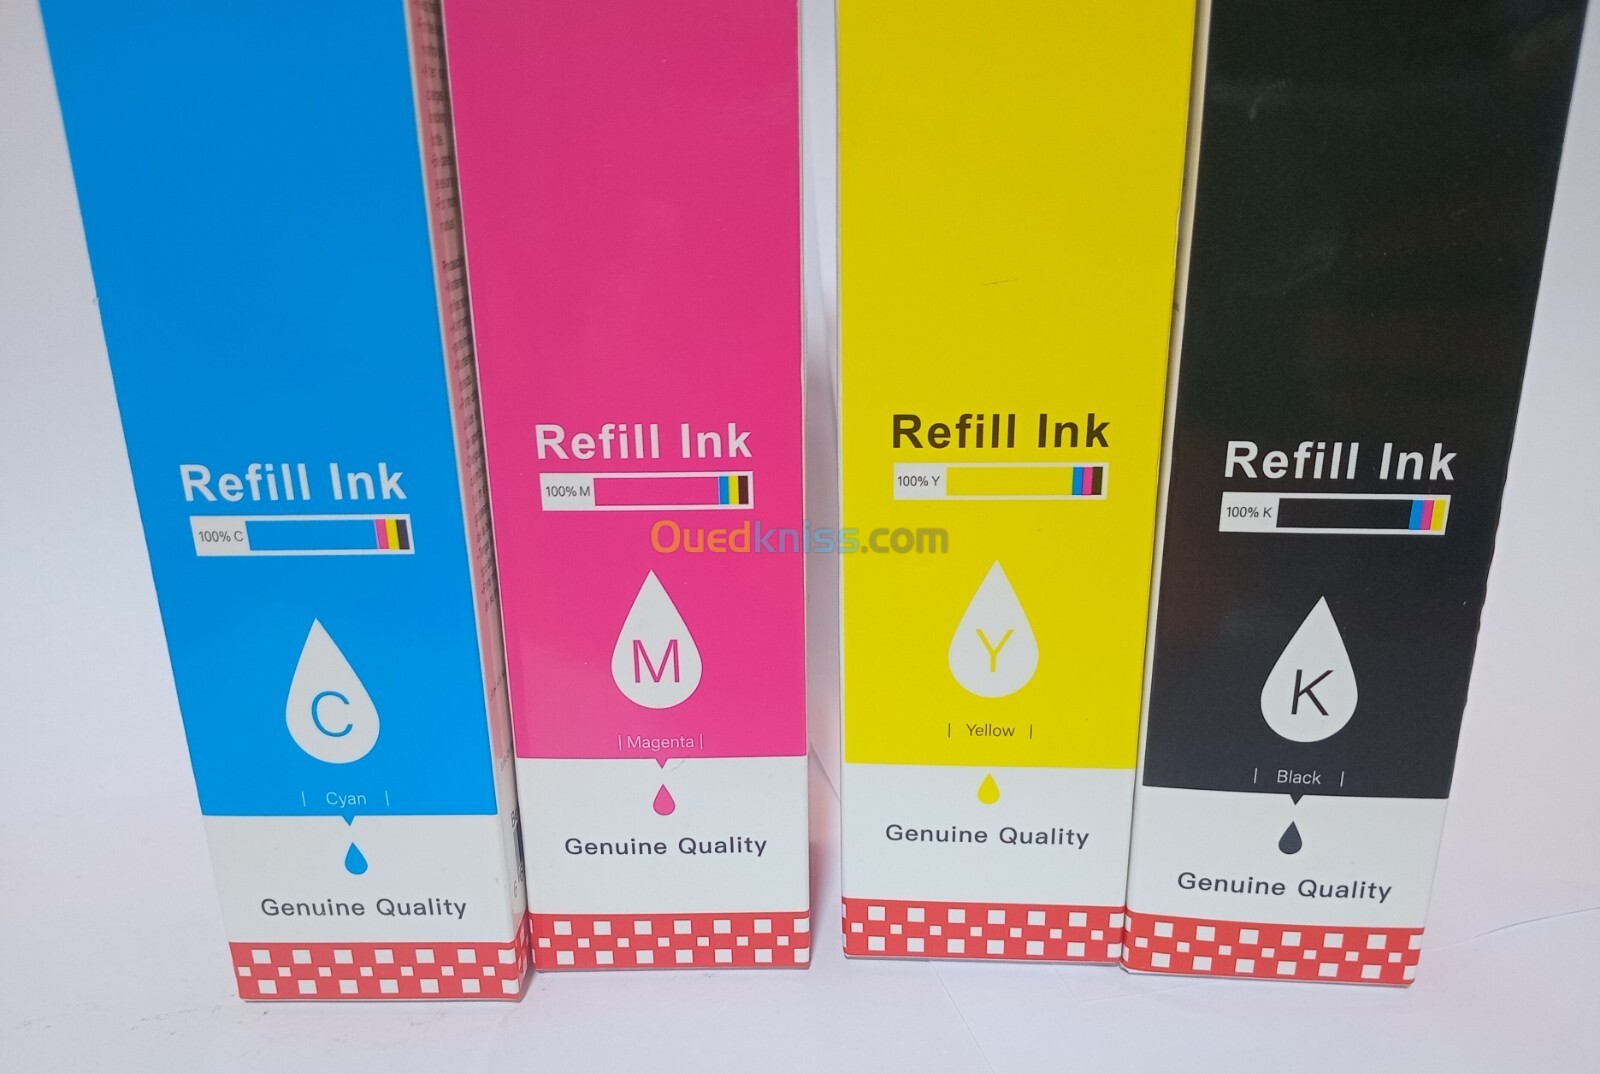 Refill Ink
100% C
C
| Cyan |
Genuine Quality
Refill Ink
100% M
M
| Magenta |
Genuine Quality
Refill Ink
100% Y
Y
| Yellow |
Genuine Quality
Refill Ink
100% K
K
| Black |
Genuine Quality
Ouedkniss.com